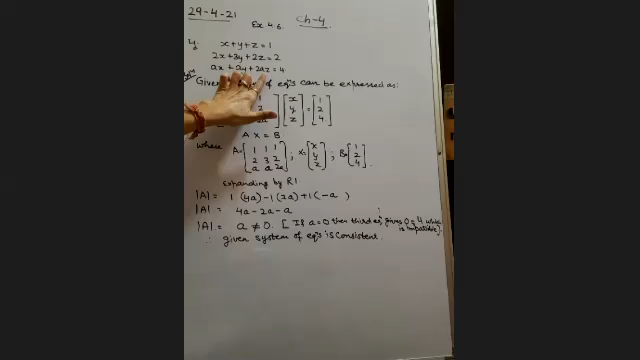 29-4-21
Ex 4.6
Ch-4
4. x+y+z=1
2x+3y+2z=2
ax+ay+2az=4
Given of eqⁿs can be expressed as:
[x y z] = [1 2 4]
A X = B
where A= [1 1 1; 2 3 2; a a 2a] ; X= [x y z] ; B= [1 2 4].
Expanding by R1
|A| = 1 (4a)-1(2a)+1(-a)
|A| = 4a-2a-a
|A| = a ≠ 0. [If a=0 then third eqⁿ gives 0=4 which is impossible].
∴ given system of eqⁿs is consistent.